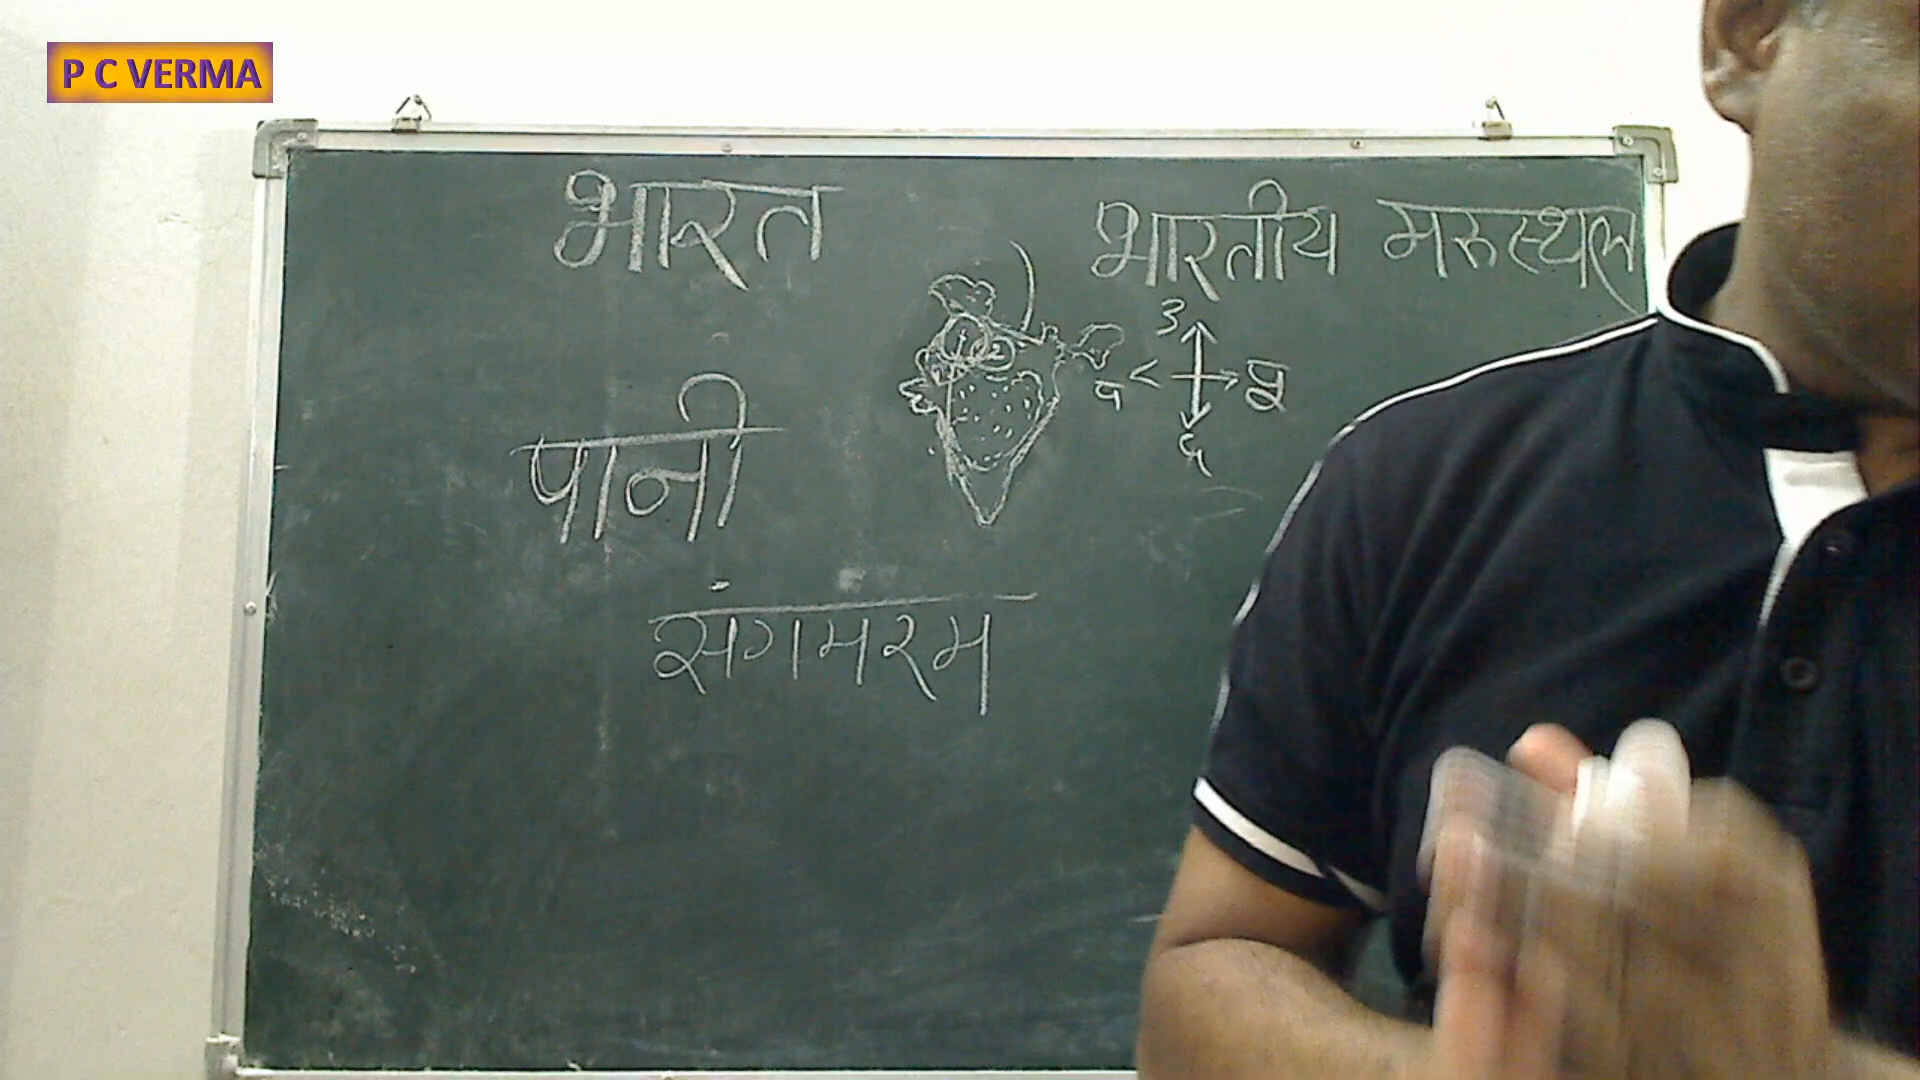 P C VERMA
भारत
भारतीय मरुस्थल
उ
प
पू
द
पानी
संगमरम